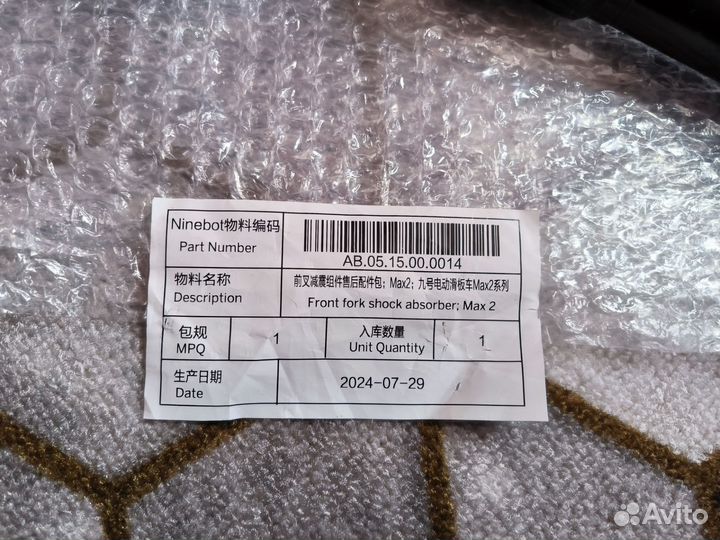 Ninebot物料编码
Part Number
AB.05.15.00.0014
物料名称
Description
前叉减震组件售后配件包；Max2；九号电动滑板车Max2系列
Front fork shock absorber; Max 2
包规
MPQ
1
入库数量
Unit Quantity
1
生产日期
Date
2024-07-29
Avito